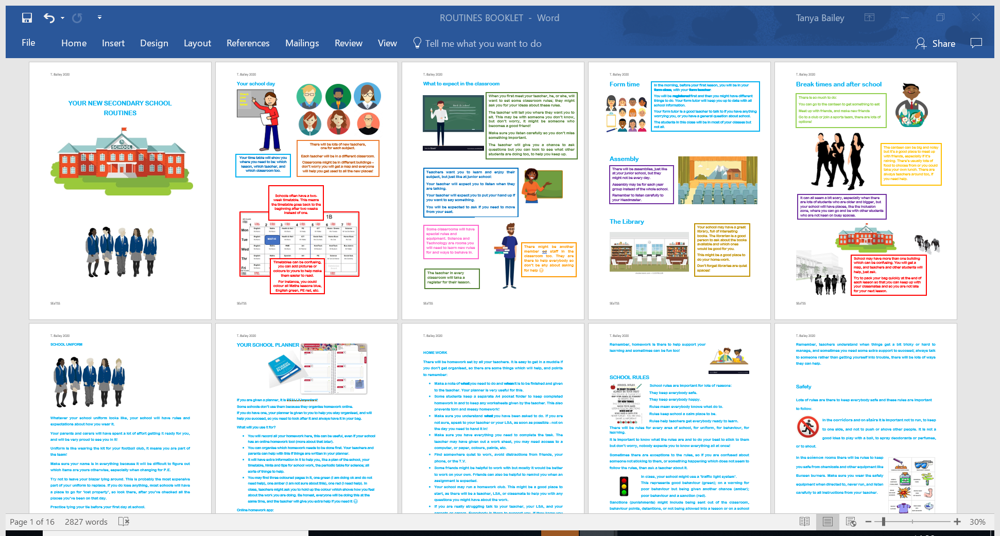 ROUTINES BOOKLET - Word
Tanya Bailey
File
Home
Insert
Design
Layout
References
Mailings
Review
View
Tell me what you want to do
Share
T. Bailey 2020
YOUR NEW SECONDARY SCHOOL
ROUTINES
SCHOOL
SEaTSS
T. Bailey 2020
Your school day
Check
your
time
table!
Your time table will show you
where you need to be: which
lesson, which teacher, and
which classroom too.
There will be lots of new teachers,
one for each subject.
Each teacher will be in a different classroom.
Classrooms might be in different buildings –
don't worry you will get a map and everyone
will help you get used to all the new places!
Schools often have a two-
week timetable. This means
the timetable goes back to the
beginning after two weeks
instead of one.
1B
1 2 3 4 5 6 7
Mon
Tue
MATHS
Wed
Thr
Fri
Timetables can be confusing,
you can add pictures or
colours to yours to help make
them easier to read.
For instance, you could
colour all Maths lessons blue,
English green, PE red, etc.
SEaTSS
T. Bailey 2020
What to expect in the classroom
back to school
When you first meet your teacher, he, or she, will
want to set some classroom rules; they might
ask you for your ideas about these rules.
The teacher will tell you where they want you to
sit. This may be with someone you don't know,
but don't worry, it might be someone who
becomes a good friend!
Make sure you listen carefully so you don't miss
something important.
The teacher will give you a chance to ask
questions but you can look to see what other
students are doing too, to help you keep up.
Teachers want you to learn and enjoy their
subject, but just like at junior school:
Your teacher will expect you to listen when they
are talking.
Your teacher will expect you to put your hand up if
you want to say something.
You will be expected to ask if you need to move
from your seat.
Some classrooms will have
special rules and
equipment. Science and
Technology are rooms you
will need to learn new rules
for and ways to behave in.
There might be another
member od staff in the
classroom too. They are
there to help everybody so
don't be shy about asking
for help ☺
The teacher in every
classroom will take a
register for their lesson.
SEaTSS
T. Bailey 2020
Form time
In the morning, before your first lesson, you will be in your
form class, with your form teacher.
You will be registered first and then you might have different
things to do. Your form tutor will keep you up to date with all
school information.
Your form tutor is a good teacher to talk to if you have anything
worrying you, or you have a general question about school.
The students in this class will be in most of your classes but
not all.
Assembly
There will be assemblies, just like
at your junior school, but they
might not be every day.
Assembly may be for each year
group instead of the whole school.
Remember to listen carefully to
your Headmaster.
The Library
Your school may have a great
library, full of interesting
books. The librarian is a good
person to ask about the books
available and which ones
would be good for you.
This might be a good place to
do your home-work.
Don't forget libraries are quiet
spaces!
SEaTSS
T. Bailey 2020
Break times and after school
There is so much to do:
You can go to the canteen to get something to eat
Meet up with friends, and make new friends
Go to a club or join a sports team, there are lots of
options!
The canteen can be big and noisy
but it's a good place to meet up
with friends, especially if it's
raining. There's usually lots of
food to choose from or you could
take your own lunch. There are
always teachers around too, if
you need help.
It can all seem a bit scary, especially when there
are lots of students who are older and bigger, but
your school will have places, like the inclusion
zone, where you can go and be with other students
who are not keen on busy spaces.
SCHOOL
School may have more than one building
which can be confusing. You will get a
map, and teachers and other students will
help, just ask.
Try to pack your bag quickly at the end of
each lesson so that you can keep up with
your classmates and so you are not late
for your next lesson.
SEaTSS
T. Bailey 2020
SCHOOL UNIFORM
Whatever your school uniform looks like, your school will have rules and
expectations about how you wear it.
Your parents and carers will have spent a lot of effort getting it ready for you,
and will be very proud to see you in it!
Uniform is like wearing the kit for your football club, it means you are part of
the team!
Make sure your name is in everything because it will be difficult to figure out
which items are yours otherwise, especially when changing for P.E.
Try not to leave your blazer lying around. This is probably the most expensive
part of your uniform to replace. If you do lose anything, most schools will have
a place to go for 'lost property', so look there, after you've checked all the
places you've been on that day.
Practice tying your tie before your first day at school.
T. Bailey 2020
YOUR SCHOOL PLANNER
STUDENT
PLANNER
If you are given a planner, it is REALLY important!
Some schools don't use them because they organise homework online.
If you do have one, your planner is given to you to help you stay organised, and will
help you succeed, so you need to look after it and always have it in your bag.
What will you use it for?
• You will record all your homework here, this can be useful, even if your school
has an online homework tool (more about that later).
• You can organise which homework needs to be done first. Your teachers and
parents can help with this if things are written in your planner.
• It will have extra information in it to help you, like a plan of the school, your
timetable, hints and tips for school work, the periodic table for science; all
sorts of things to help.
• You may find three coloured pages in it, one green (I am doing ok and do not
need help), one amber (I am not sure about this), one red (I need help). In
class, teachers might ask you to hold up the colour which shows how you feel
about the work you are doing. Be honest, everyone will be doing this at the
same time, and the teacher will give you extra help if you need it ☺
Online homework app:
T. Bailey 2020
HOME WORK
There will be homework set by all your teachers. It is easy to get in a muddle if
you don't get organised, so there are some things which will help, and points
to remember:
• Make a note of what you need to do and when it is to be finished and given
to the teacher. Your planner is very useful for this.
• Some students keep a separate A4 pocket folder to keep completed
homework in and to keep any worksheets given by the teacher. This also
prevents torn and messy homework!
• Make sure you understand what you have been asked to do. If you are
not sure, speak to your teacher or your LSA, as soon as possible - not on
the day you need to hand it in!
• Make sure you have everything you need to complete the task. The
teacher may have given out a work sheet, you may need access to a
computer, or paper, colours, paints, etc.
• Find somewhere quiet to work, avoid distractions from friends, your
phone, or the T.V.
• Some friends might be helpful to work with but mostly it would be better
to work on your own. Friends can also be helpful to remind you when an
assignment is expected.
• Your school may run a homework club. This might be a good place to
start, as there will be a teacher, LSA, or classmate to help you with any
questions you might have about the work.
• If you are really struggling talk to your teacher, your LSA, and your
parents or carers. Everybody is there to support you. If they know you
T. Bailey 2020
Remember, homework is there to help support your
learning and sometimes can be fun too!
SCHOOL RULES
SCHOOL RULES
BE READY TO LEARN
ALWAYS DO YOUR BEST
TRY NEW THINGS
NEVER GIVE UP
School rules are important for lots of reasons:
They keep everybody safe.
They keep everybody happy.
Rules mean everybody knows what do to.
Rules keep school a calm place to be.
Rules help teachers get everybody ready to learn.
There will be rules for every area of school, for uniform, for behaviour, for
learning.
It is important to know what the rules are and to do your best to stick to them
but don't worry, nobody expects you to know everything all at once!
Sometimes there are exceptions to the rules, so if you are confused about
someone not sticking to them, or something happening which does not seem to
follow the rules, then ask a teacher about it.
In class, your school might use a 'traffic light system'.
This represents good behaviour (green); on a warning for
poor behaviour but being given another chance (amber);
poor behaviour and a sanction (red).
Sanctions (punishments) might include being sent out of the classroom,
behaviour points, detentions, or not being allowed into a lesson or on a school
T. Bailey 2020
Remember, teachers understand when things get a bit tricky or hard to
manage, and sometimes you need some extra support to succeed; always talk
to someone rather than getting yourself into trouble, there will be lots of ways
they can help.
Safety
Lots of rules are there to keep everybody safe and these rules are important
to follow.
In the corridors and on stairs it is important not to run, to keep
to one side, and not to push or shove other people. It is not a
good idea to play with a ball, to spray deodorants or perfumes,
or to shout.
In the science rooms there will be rules to keep
you safe from chemicals and other equipment like
Bunsen burners. Make sure you wear the safety
equipment when directed to, never run, and listen
carefully to all instructions from your teacher.
Page 1 of 16
2827 words
30%